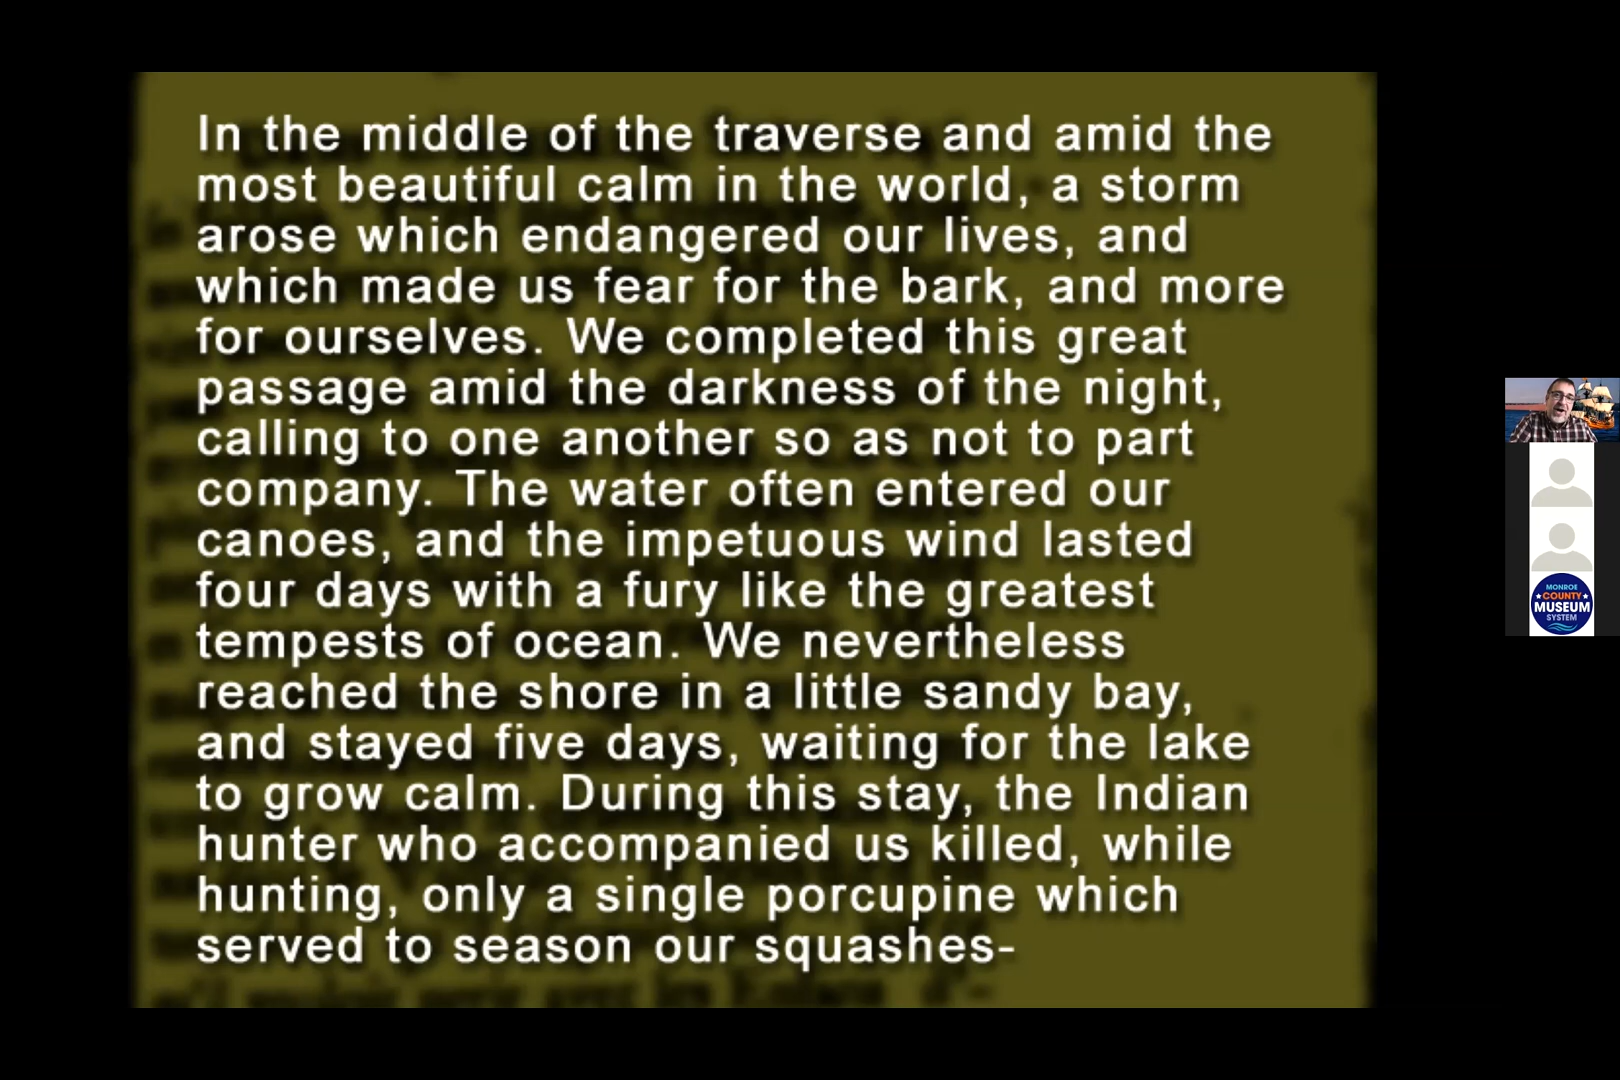 In the middle of the traverse and amid the
most beautiful calm in the world, a storm
arose which endangered our lives, and
which made us fear for the bark, and more
for ourselves. We completed this great
passage amid the darkness of the night,
calling to one another so as not to part
company. The water often entered our
canoes, and the impetuous wind lasted
four days with a fury like the greatest
tempests of ocean. We nevertheless
reached the shore in a little sandy bay,
and stayed five days, waiting for the lake
to grow calm. During this stay, the Indian
hunter who accompanied us killed, while
hunting, only a single porcupine which
served to season our squashes-
MONROE
COUNTY
MUSEUM
SYSTEM